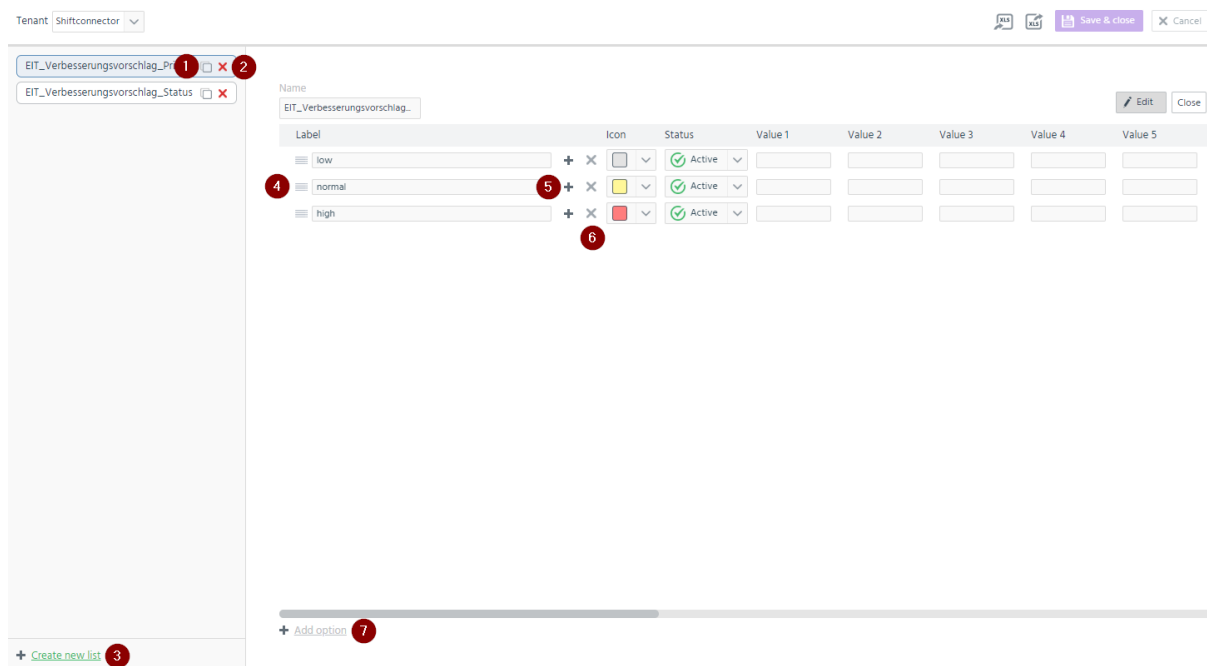 Tenant Shiftconnector XLS XLS Save & close Cancel
EIT_Verbesserungsvorschlag_Pri 1 2
EIT_Verbesserungsvorschlag_Status
Name
EIT_Verbesserungsvorschlag... Edit Close
Label Icon Status Value 1 Value 2 Value 3 Value 4 Value 5
low Active
4 normal 5 Active
high Active
6
Add option 7
Create new list 3